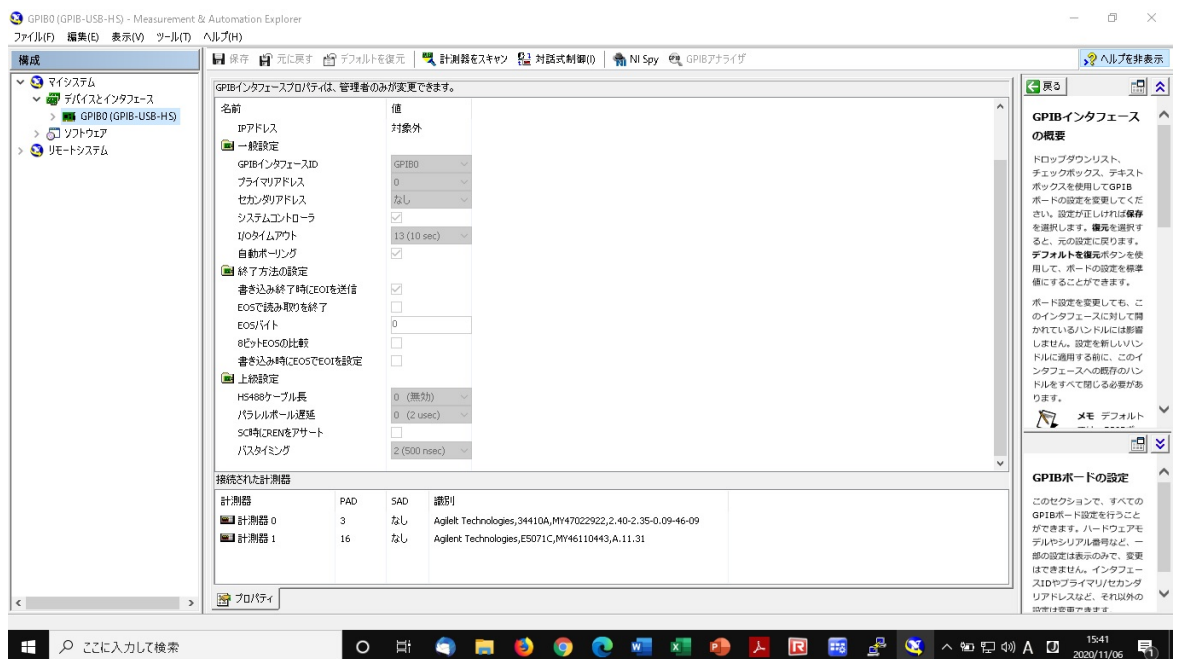 GPIB0 (GPIB-USB-HS) - Measurement & Automation Explorer
ファイル(F) 編集(E) 表示(V) ツール(T) ヘルプ(H)
構成
保存 元に戻す デフォルトを復元 計測器をスキャン 対話式制御(I) NI Spy GPIBアナライザ ヘルプを非表示
マイシステム
デバイスとインタフェース
GPIB0 (GPIB-USB-HS)
ソフトウェア
リモートシステム
GPIBインタフェースプロパティは、管理者のみが変更できます。
名前 値
IPアドレス 対象外
一般設定
GPIBインタフェースID GPIB0
プライマリアドレス 0
セカンダリアドレス なし
システムコントローラ
I/Oタイムアウト 13 (10 sec)
自動ポーリング
終了方法の設定
書き込み終了時にEOIを送信
EOSで読み取りを終了
EOSバイト 0
8ビットEOSの比較
書き込み時にEOSでEOIを設定
上級設定
HS488ケーブル長 0 (無効)
パラレルポール遅延 0 (2 usec)
SC時にRENをアサート
バスタイミング 2 (500 nsec)
接続された計測器
計測器 PAD SAD 識別
計測器 0 3 なし Agilelt Technologies,34410A,MY47022922,2.40-2.35-0.09-46-09
計測器 1 16 なし Agilent Technologies,E5071C,MY46110443,A.11.31
プロパティ
戻る
GPIBインタフェース
の概要
ドロップダウンリスト、
チェックボックス、テキスト
ボックスを使用してGPIB
ボードの設定を変更してくだ
さい。設定が正しければ保存
を選択します。復元を選択す
ると、元の設定に戻ります。
デフォルトを復元ボタンを使
用して、ボードの設定を標準
値にすることができます。
ボード設定を変更しても、こ
のインタフェースに対して開
かれているハンドルには影響
しません。設定を新しいハン
ドルに適用する前に、このイ
ンタフェースへの既存のハン
ドルをすべて閉じる必要があ
ります。
メモ デフォルト
GPIBボードの設定
このセクションで、すべての
GPIBボード設定を行うこと
ができます。ハードウェアモ
デルやシリアル番号など、一
部の設定は表示のみで、変更
はできません。インタフェー
スIDやプライマリ/セカンダ
リアドレスなど、それ以外の
設定は変更できます
ここに入力して検索
A
15:41
2020/11/06